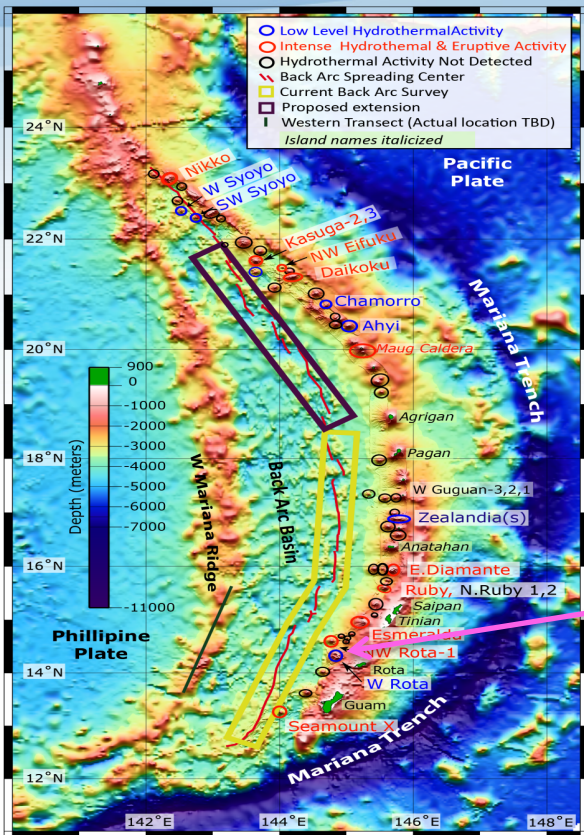 Low Level HydrothermalActivity
Intense Hydrothemal & Eruptive Activity
Hydrothermal Activity Not Detected
Back Arc Spreading Center
Current Back Arc Survey
Proposed extension
Western Transect (Actual location TBD)
Island names italicized
24°N
Pacific
Plate
Nikko
W Syoyo
SW Syoyo
22°N
Kasuga-2,3
NW Eifuku
Daikoku
Chamorro
Ahyi
Mariana Trench
20°N
Maug Caldera
900
0
-1000
-2000
-3000
-4000
-5000
-6000
-7000
-11000
Depth (meters)
Agrigan
18°N
Pagan
W Mariana Ridge
Back Arc Basin
W Guguan-3,2,1
Zealandia(s)
Anatahan
16°N
E.Diamante
Ruby, N.Ruby 1,2
Saipan
Tinian
Phillipine
Plate
Esmeralda
NW Rota-1
14°N
Rota
W Rota
Guam
Seamount X
Mariana Trench
12°N
142°E
144°E
146°E
148°E